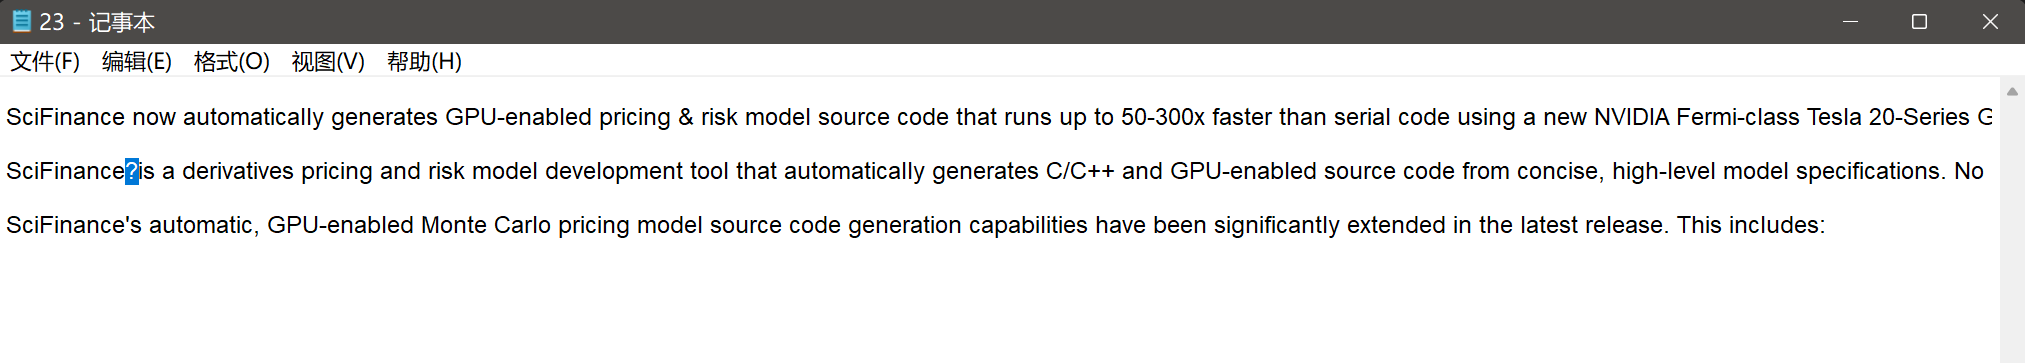 23 - 记事本
文件(F) 编辑(E) 格式(O) 视图(V) 帮助(H)
SciFinance now automatically generates GPU-enabled pricing & risk model source code that runs up to 50-300x faster than serial code using a new NVIDIA Fermi-class Tesla 20-Series G
SciFinance?is a derivatives pricing and risk model development tool that automatically generates C/C++ and GPU-enabled source code from concise, high-level model specifications. No
SciFinance's automatic, GPU-enabled Monte Carlo pricing model source code generation capabilities have been significantly extended in the latest release. This includes: